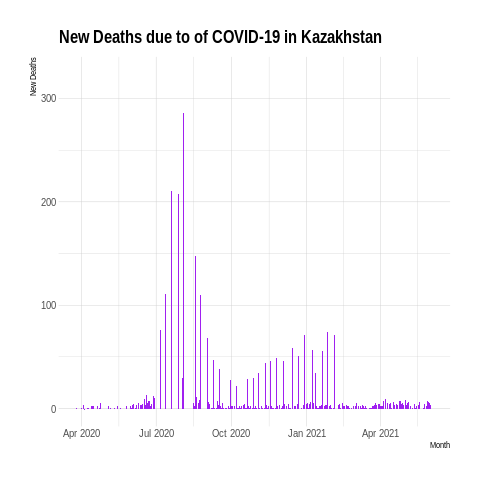 New Deaths due to of COVID-19 in Kazakhstan
New Deaths
300
200
100
0
Apr 2020 Jul 2020 Oct 2020 Jan 2021 Apr 2021
Month